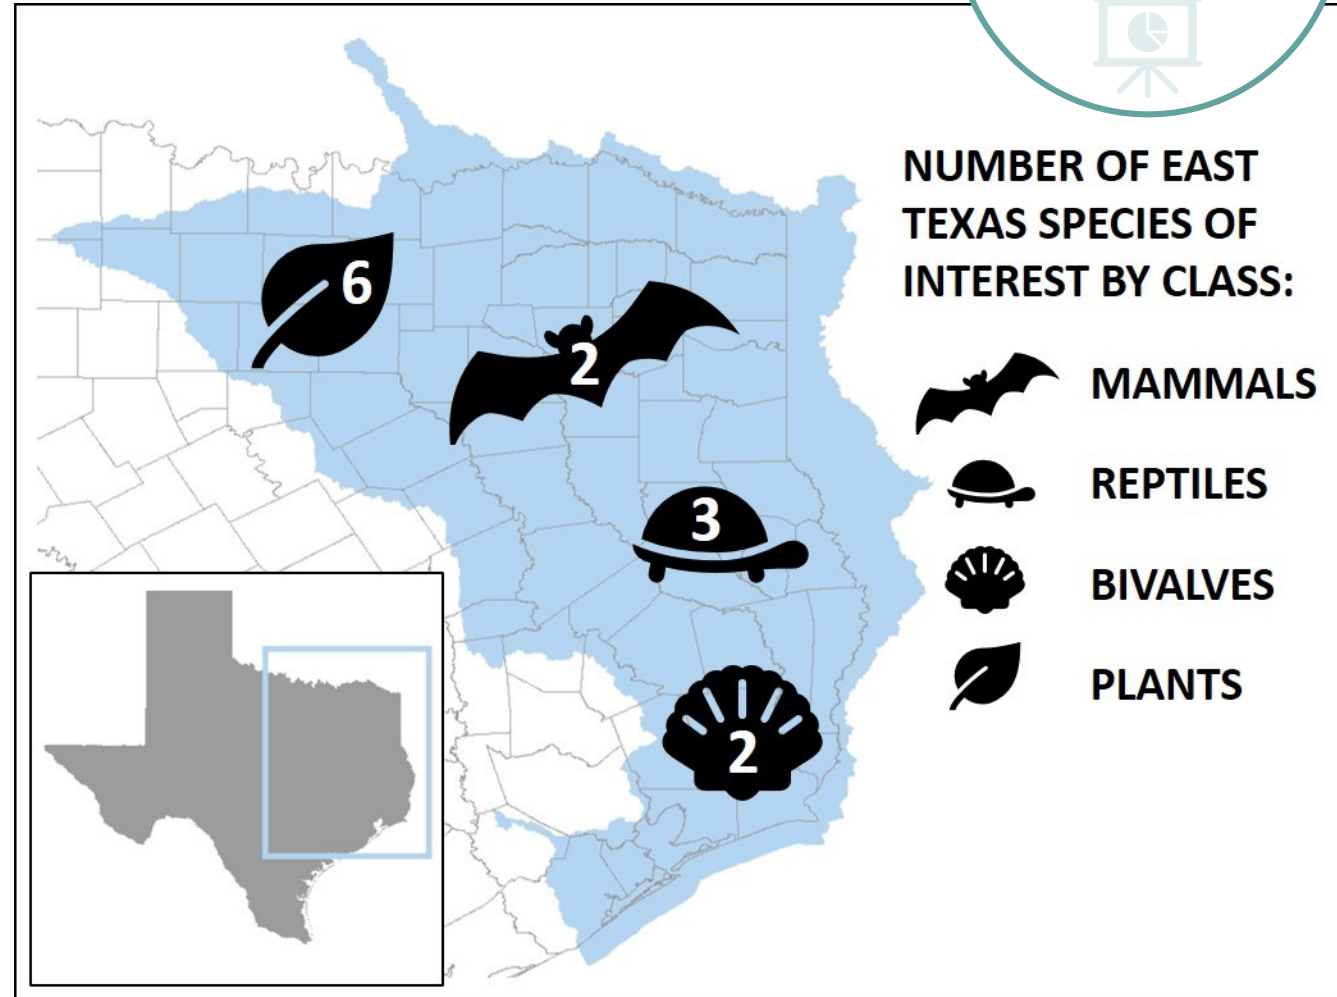 NUMBER OF EAST
TEXAS SPECIES OF
INTEREST BY CLASS:
MAMMALS
REPTILES
BIVALVES
PLANTS
6
2
3
2